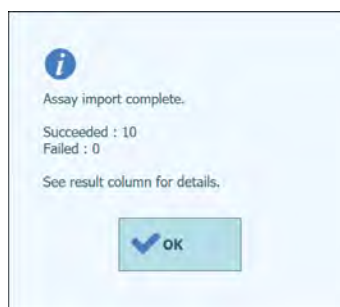 Assay import complete.
Succeeded : 10
Failed : 0
See result column for details.
OK